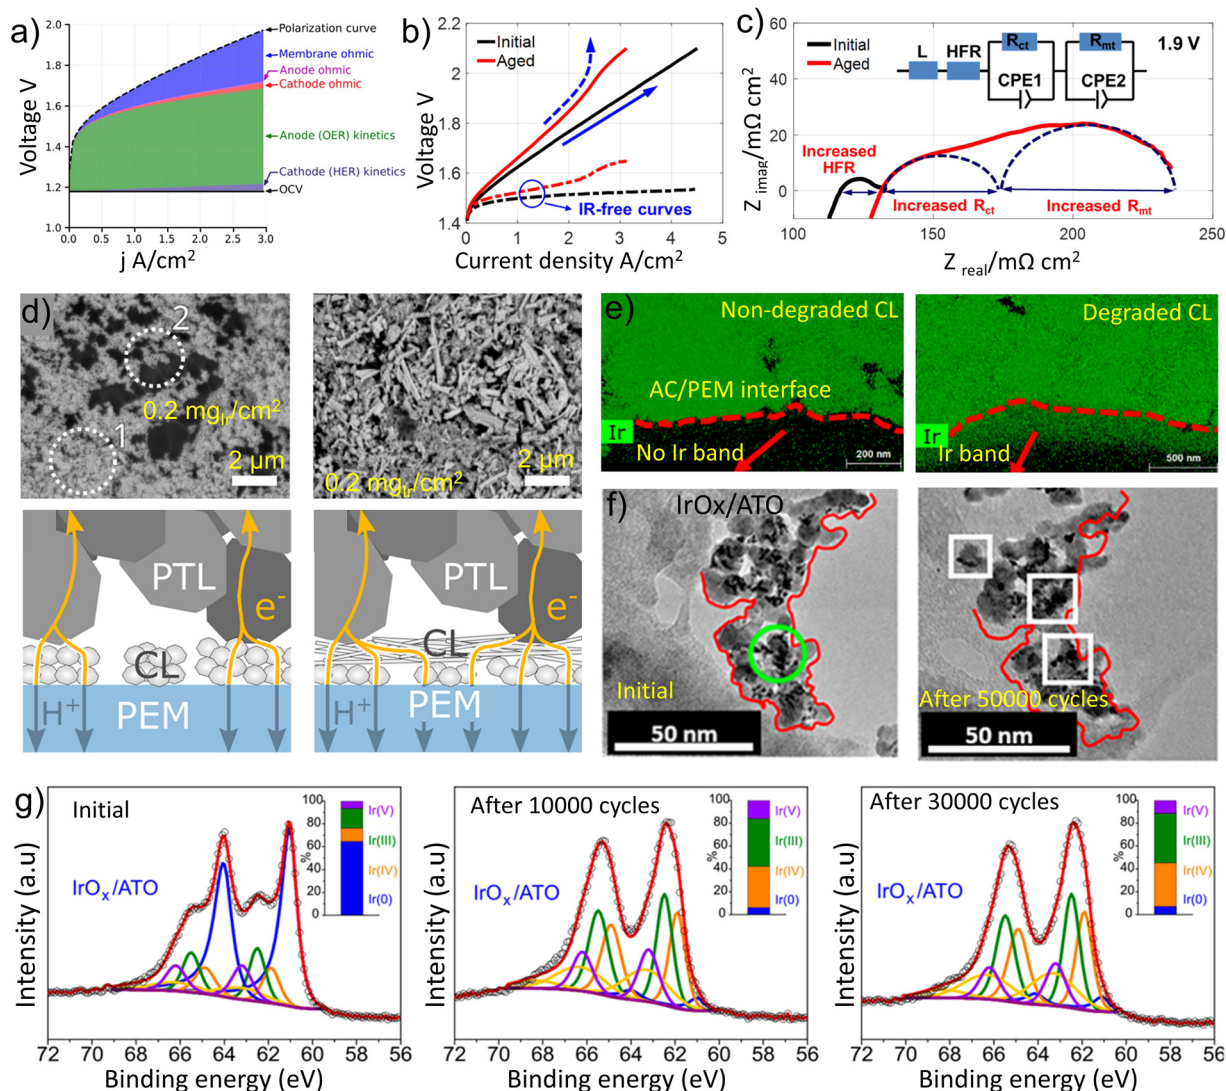 a)
Voltage V
2.0
1.8
1.6
1.4
1.2
1.0
0.0
0.5
1.0
1.5
2.0
2.5
3.0
j A/cm²
Polarization curve
Membrane ohmic
Anode ohmic
Cathode ohmic
Anode (OER) kinetics
Cathode (HER) kinetics
OCV
b)
Voltage V
2.2
2
1.8
1.6
1.4
0
1
2
3
4
5
Current density A/cm²
Initial
Aged
IR-free curves
c)
Z imag/mΩ cm²
60
40
20
0
100
150
200
250
Z real/mΩ cm²
Initial
Aged
L
HFR
Rct
CPE1
Rmt
CPE2
1.9 V
Increased
HFR
Increased Rct
Increased Rmt
d)
2
0.2 mgIr/cm²
1
2 μm
0.2 mgIr/cm²
2 μm
PTL
e-
CL
H+
PEM
PTL
e-
CL
H+
PEM
e)
Non-degraded CL
AC/PEM interface
Ir
No Ir band
200 nm
Degraded CL
Ir
Ir band
500 nm
f)
IrOx/ATO
Initial
50 nm
After 50000 cycles
50 nm
g)
Initial
IrOx/ATO
Intensity (a.u)
72 70 68 66 64 62 60 58 56
Binding energy (eV)
100
80
60
40
20
0
%
Ir(V)
Ir(III)
Ir(IV)
Ir(0)
After 10000 cycles
IrOx/ATO
Intensity (a.u)
72 70 68 66 64 62 60 58 56
Binding energy (eV)
100
80
60
40
20
0
%
Ir(V)
Ir(III)
Ir(IV)
Ir(0)
After 30000 cycles
IrOx/ATO
Intensity (a.u)
72 70 68 66 64 62 60 58 56
Binding energy (eV)
100
80
60
40
20
0
%
Ir(V)
Ir(III)
Ir(IV)
Ir(0)